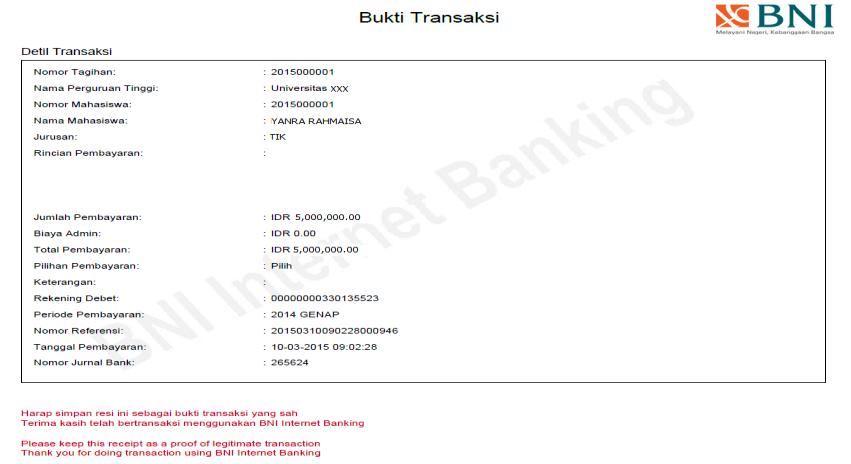 Bukti Transaksi
BNI
Melayani Negeri, Kebanggaan Bangsa
Detil Transaksi
Nomor Tagihan: : 2015000001
Nama Perguruan Tinggi: : Universitas XXX
Nomor Mahasiswa: : 2015000001
Nama Mahasiswa: : YANRA RAHMAISA
Jurusan: : TIK
Rincian Pembayaran: :
Jumlah Pembayaran: : IDR 5,000,000.00
Biaya Admin: : IDR 0.00
Total Pembayaran: : IDR 5,000,000.00
Pilihan Pembayaran: : Pilih
Keterangan: :
Rekening Debet: : 00000000330135523
Periode Pembayaran: : 2014 GENAP
Nomor Referensi: : 20150310090228000946
Tanggal Pembayaran: : 10-03-2015 09:02:28
Nomor Jurnal Bank: : 265624
BNI Internet Banking
Harap simpan resi ini sebagai bukti transaksi yang sah
Terima kasih telah bertransaksi menggunakan BNI Internet Banking
Please keep this receipt as a proof of legitimate transaction
Thank you for doing transaction using BNI Internet Banking